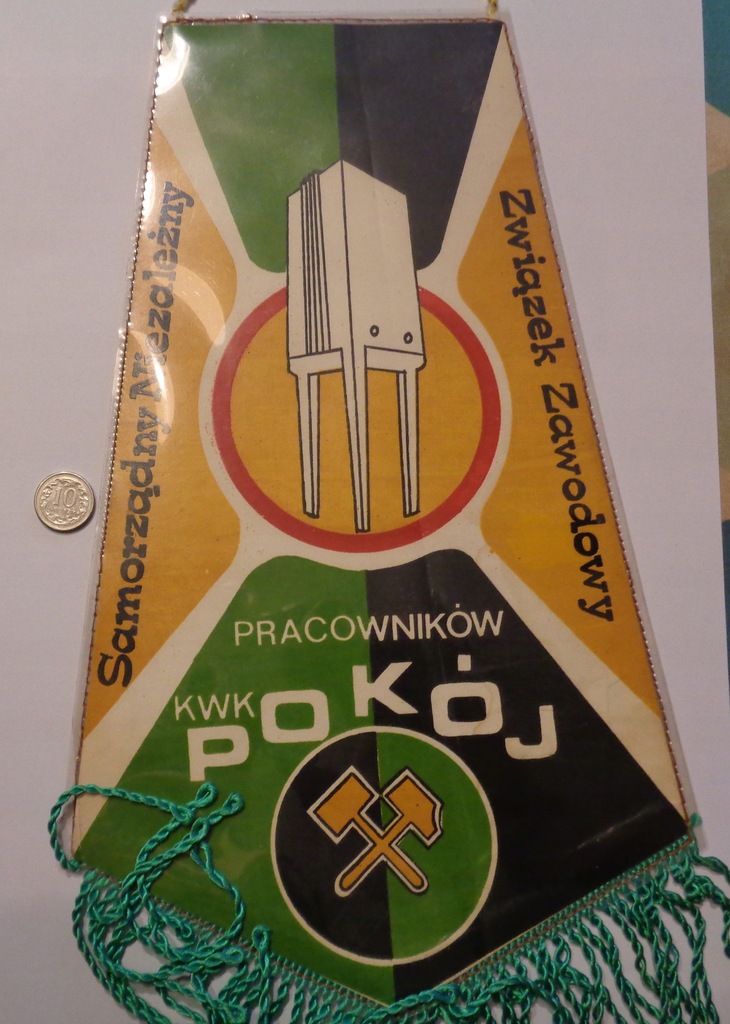 Samorządny Niezależny
Związek Zawodowy
PRACOWNIKÓW
KWK
POKÓJ
10